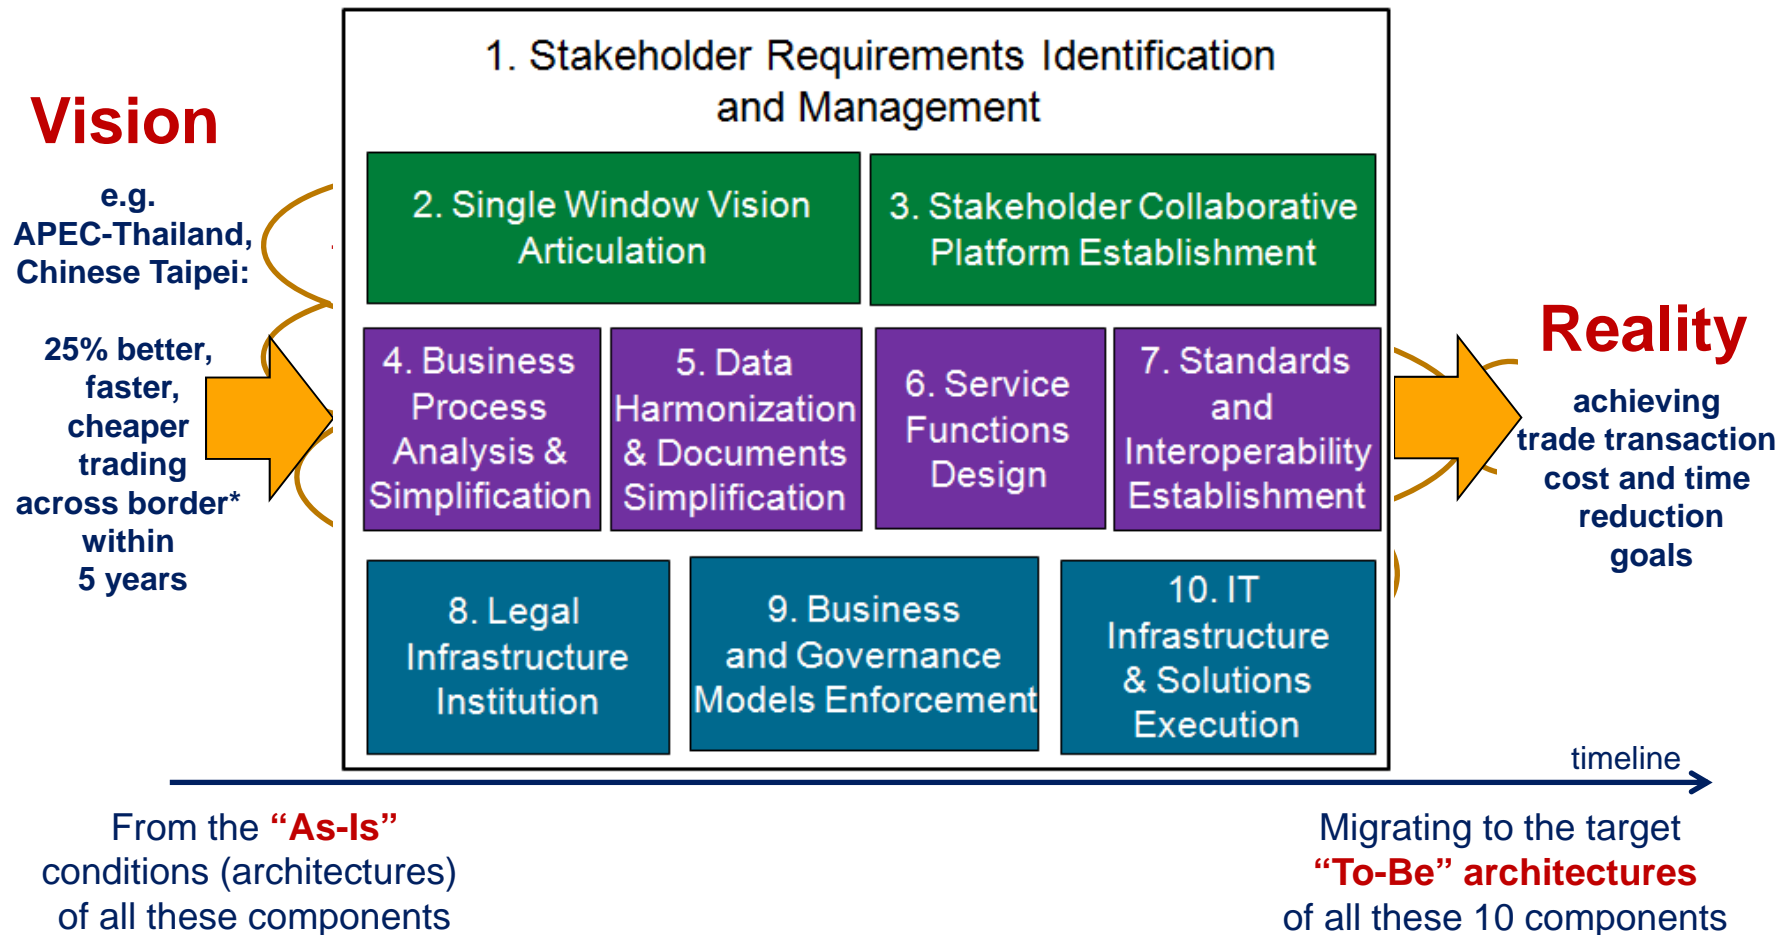 1. Stakeholder Requirements Identification
and Management
Vision
e.g.
APEC-Thailand,
Chinese Taipei:
25% better,
faster,
cheaper
trading
across border*
within
5 years
2. Single Window Vision
Articulation
3. Stakeholder Collaborative
Platform Establishment
4. Business
Process
Analysis &
Simplification
5. Data
Harmonization
& Documents
Simplification
6. Service
Functions
Design
7. Standards
and
Interoperability
Establishment
8. Legal
Infrastructure
Institution
9. Business
and Governance
Models Enforcement
10. IT
Infrastructure
& Solutions
Execution
Reality
achieving
trade transaction
cost and time
reduction
goals
timeline
From the “As-Is”
conditions (architectures)
of all these components
Migrating to the target
“To-Be” architectures
of all these 10 components